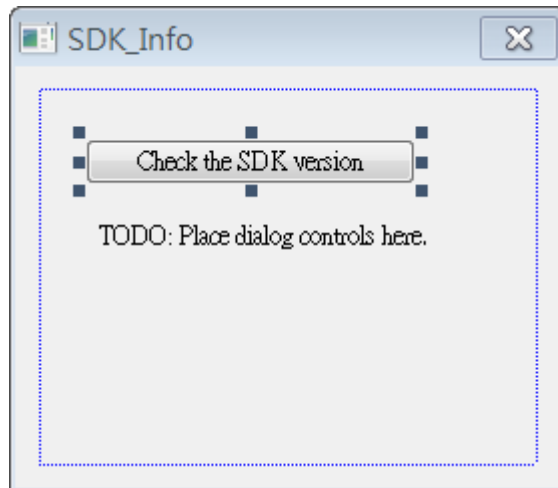 SDK_Info
Check the SDK version
TODO: Place dialog controls here.